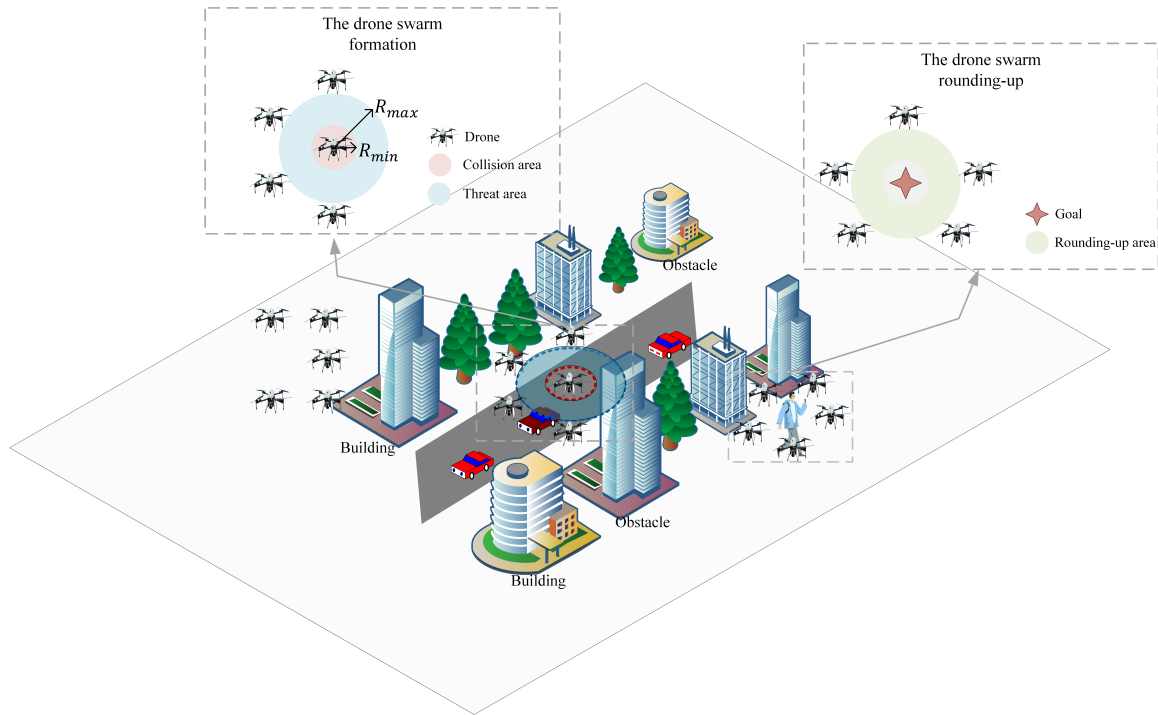 The drone swarm
formation
R_max
R_min
Drone
Collision area
Threat area
The drone swarm
rounding-up
Goal
Rounding-up area
Obstacle
Building
Obstacle
Building